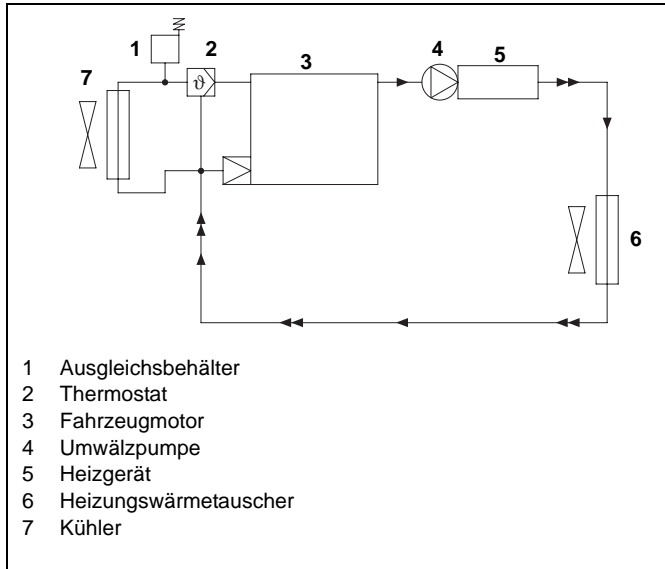 1 2 3 4 5
7
ϑ
6
1 Ausgleichsbehälter
2 Thermostat
3 Fahrzeugmotor
4 Umwälzpumpe
5 Heizgerät
6 Heizungswärmetauscher
7 Kühler